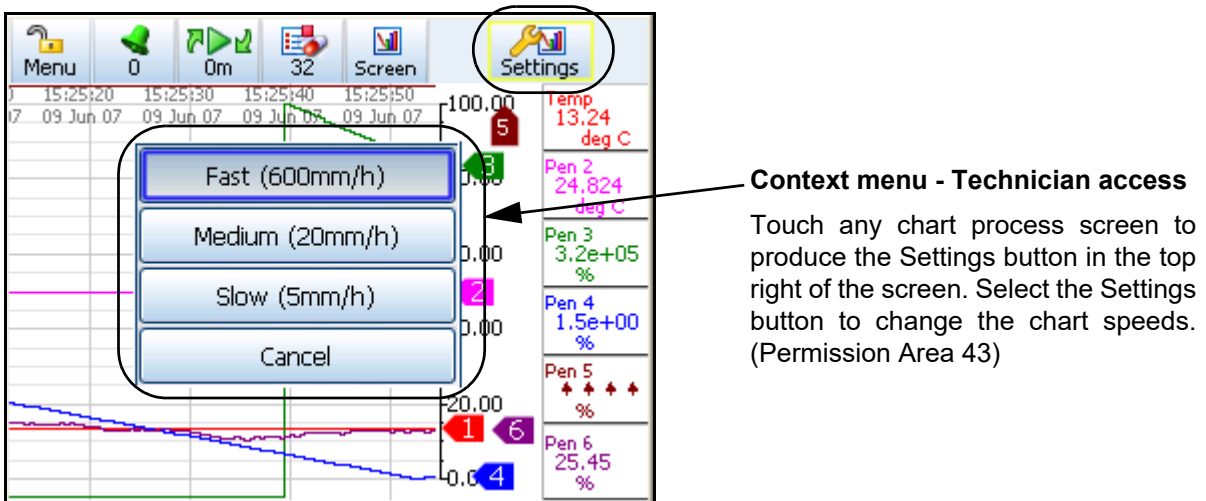 Menu 0 0m 32 Screen Settings
15:25:20 15:25:30 15:25:40 15:25:50
09 Jun 07 09 Jun 07 09 Jun 07 09 Jun 07
100.00
5
Temp
13.24
deg C
Fast (600mm/h)
3
Pen 2
24.824
deg C
Medium (20mm/h)
Pen 3
3.2e+05
%
Slow (5mm/h)
2
Pen 4
1.5e+00
%
Cancel
Pen 5
%
20.00
1 6
Pen 6
25.45
%
4
Context menu - Technician access
Touch any chart process screen to
produce the Settings button in the top
right of the screen. Select the Settings
button to change the chart speeds.
(Permission Area 43)